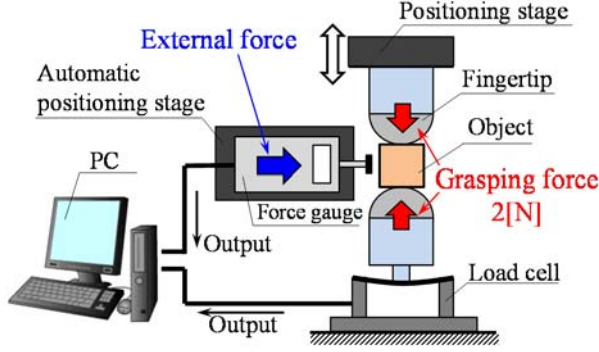 Positioning stage
External force
Automatic
positioning stage
Fingertip
Object
PC
Grasping force
2[N]
Force gauge
Output
Load cell
Output